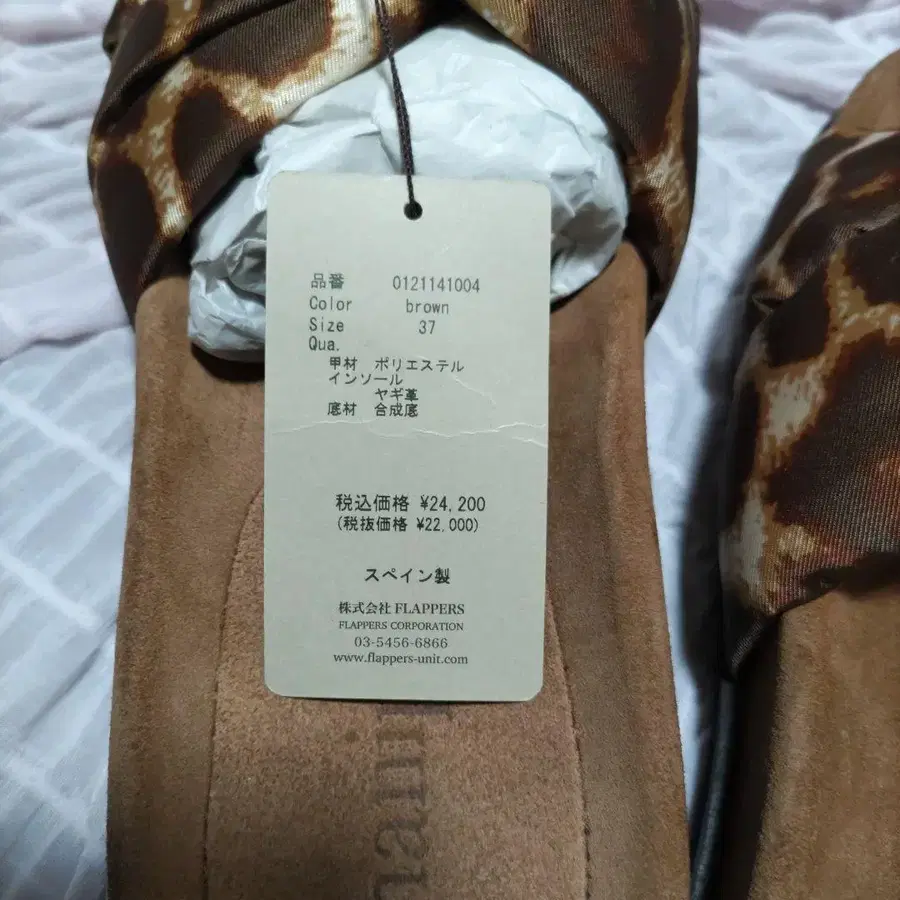 品番 0121141004
Color brown
Size 37
Qua.
甲材 ポリエステル
インソール
ヤギ革
底材 合成底
税込価格 ¥24,200
(税抜価格 ¥22,000)
スペイン製
株式会社 FLAPPERS
FLAPPERS CORPORATION
03-5456-6866
www.flappers-unit.com